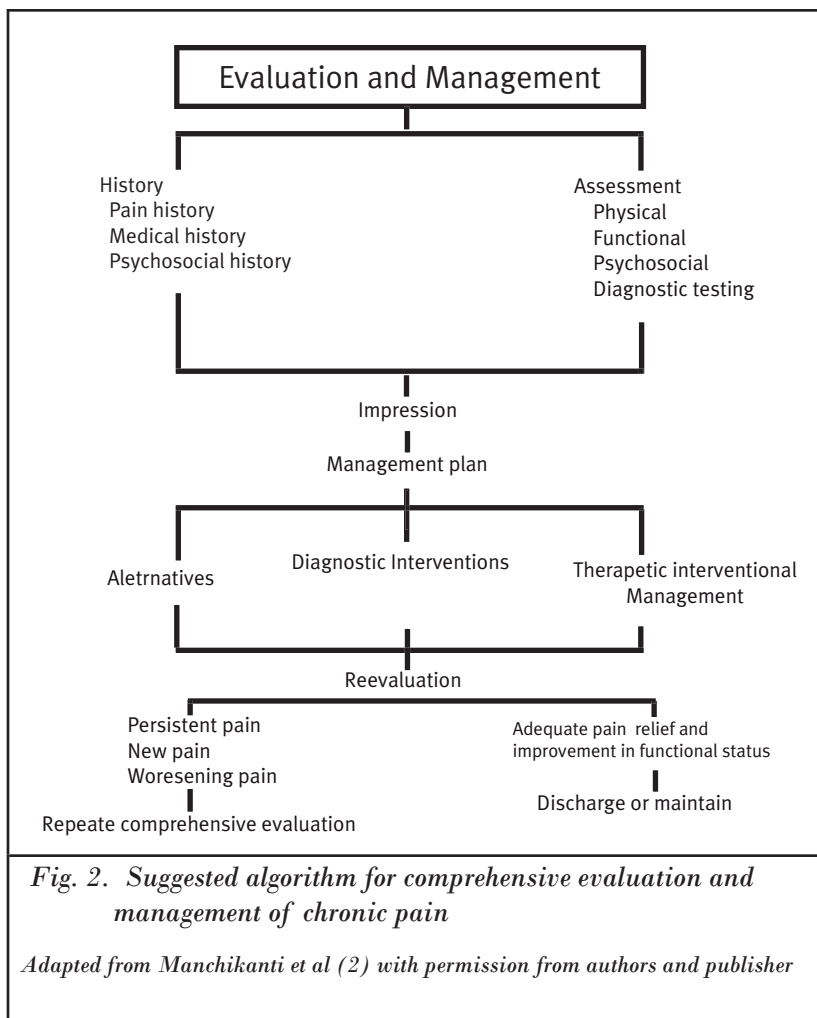 Evaluation and Management
History
Pain history
Medical history
Psychosocial history
Assessment
Physical
Functional
Psychosocial
Diagnostic testing
Impression
Management plan
Aletrnatives
Diagnostic Interventions
Therapetic interventional
Management
Reevaluation
Persistent pain
New pain
Woresening pain
Repeate comprehensive evaluation
Adequate pain relief and
improvement in functional status
Discharge or maintain
Fig. 2. Suggested algorithm for comprehensive evaluation and
management of chronic pain
Adapted from Manchikanti et al (2) with permission from authors and publisher